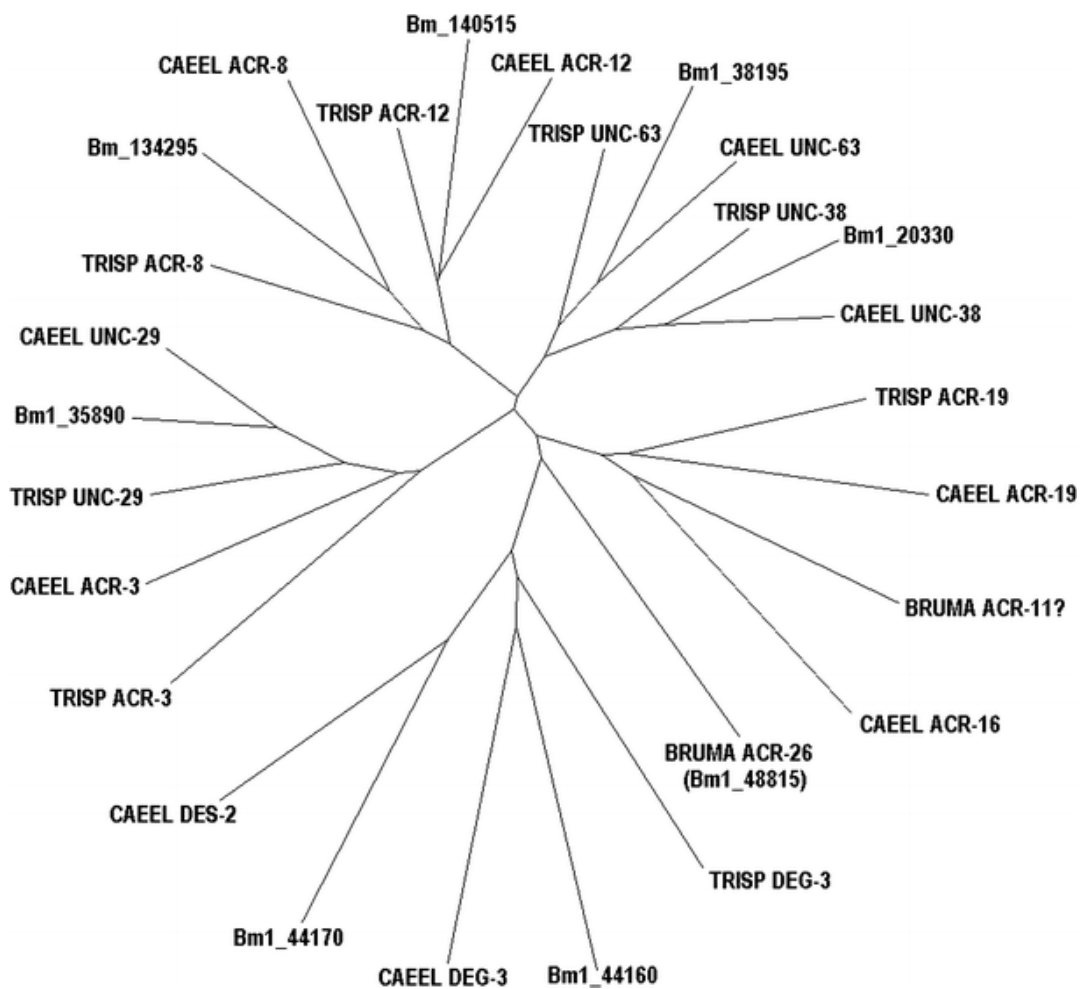 Bm_140515
CAEEL ACR-8
CAEEL ACR-12
Bm1_38195
TRISP ACR-12
TRISP UNC-63
Bm_134295
CAEEL UNC-63
TRISP UNC-38
Bm1_20330
TRISP ACR-8
CAEEL UNC-38
CAEEL UNC-29
TRISP ACR-19
Bm1_35890
CAEEL ACR-19
TRISP UNC-29
CAEEL ACR-3
BRUMA ACR-11?
TRISP ACR-3
CAEEL ACR-16
BRUMA ACR-26
(Bm1_48815)
CAEEL DES-2
TRISP DEG-3
Bm1_44170
CAEEL DEG-3
Bm1_44160